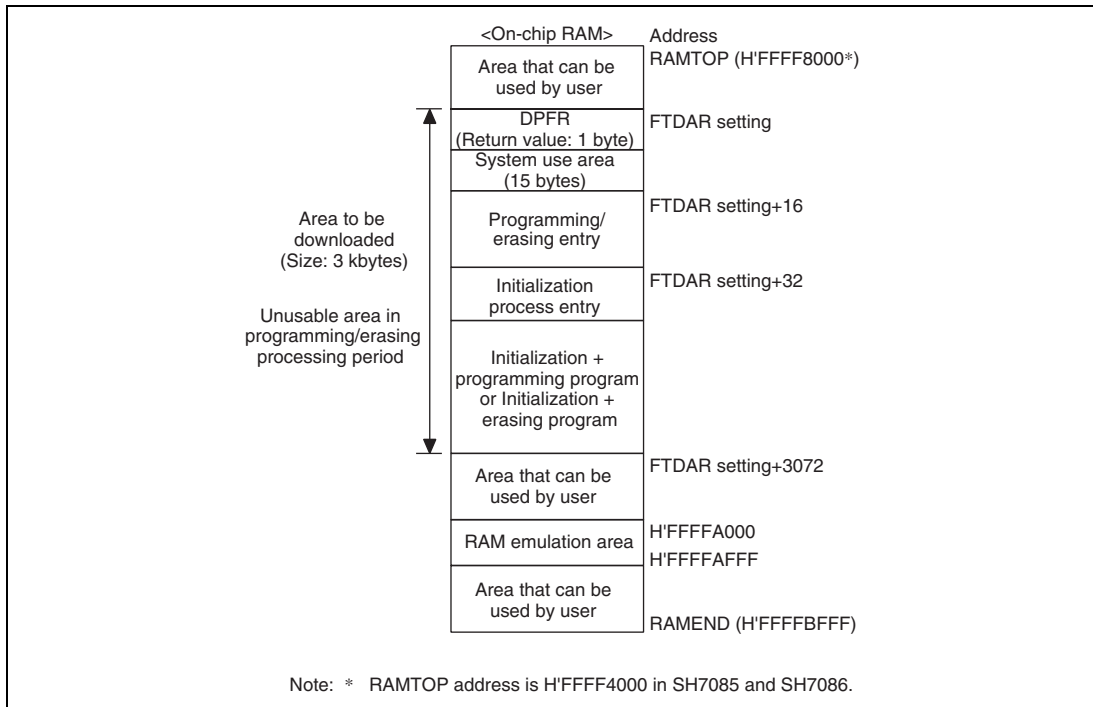 <On-chip RAM>
Address
Area that can be
used by user
RAMTOP (H'FFFF8000*)
DPFR
(Return value: 1 byte)
FTDAR setting
System use area
(15 bytes)
Area to be
downloaded
(Size: 3 kbytes)
Unusable area in
programming/erasing
processing period
Programming/
erasing entry
FTDAR setting+16
Initialization
process entry
FTDAR setting+32
Initialization +
programming program
or Initialization +
erasing program
Area that can be
used by user
FTDAR setting+3072
RAM emulation area
H'FFFFA000
H'FFFFAFFF
Area that can be
used by user
RAMEND (H'FFFFBFFF)
Note: * RAMTOP address is H'FFFF4000 in SH7085 and SH7086.